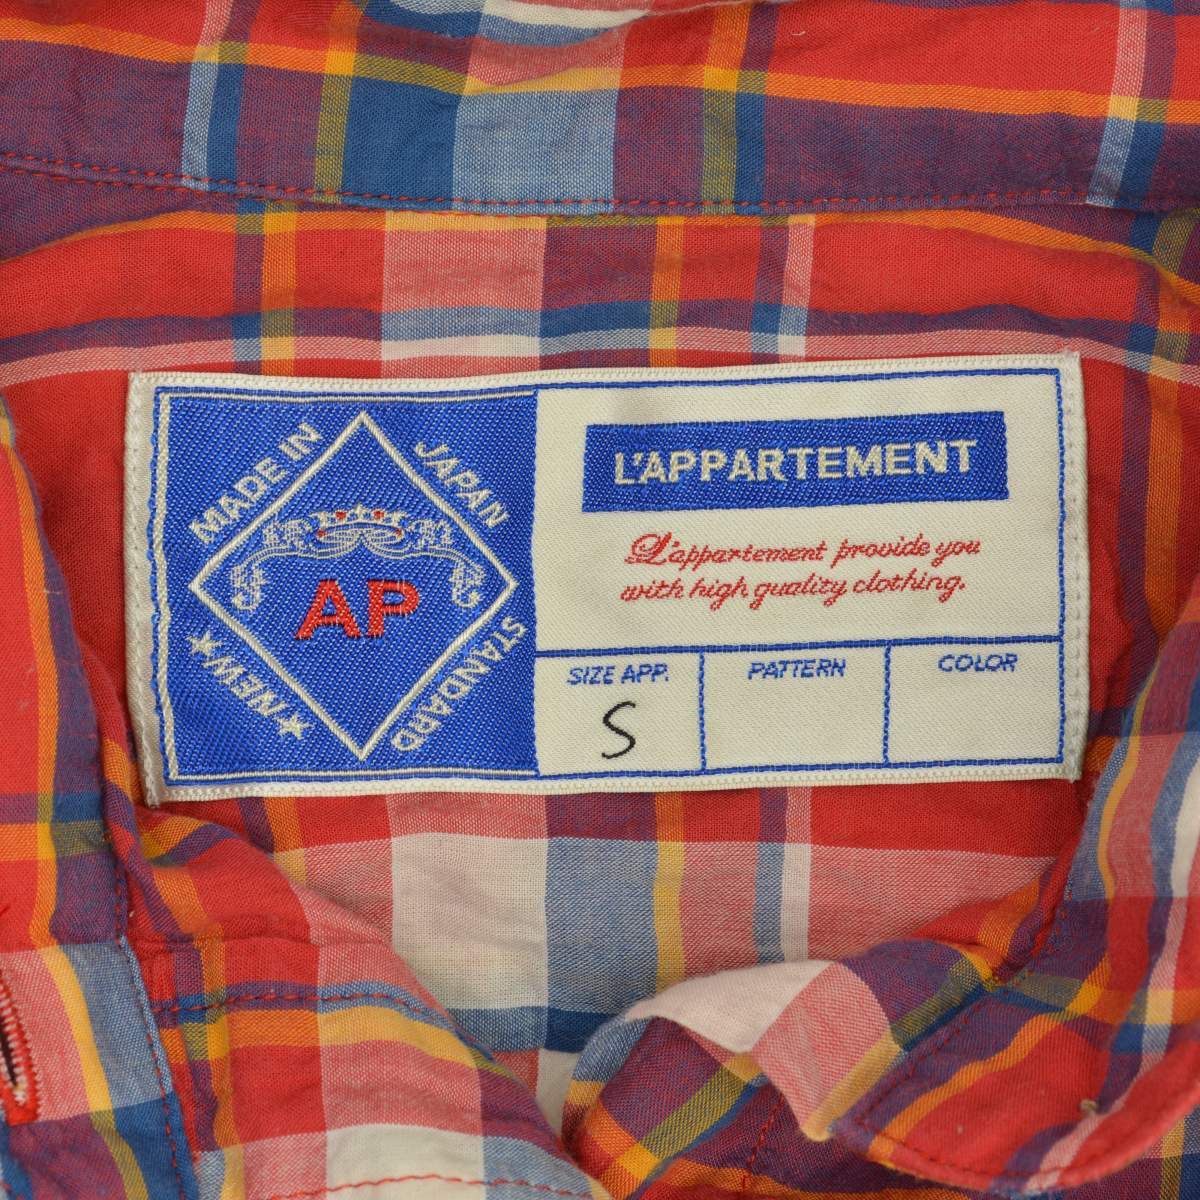 MADE IN
JAPAN
AP
★NEW★
STANDARD
L'APPARTEMENT
L'appartement provide you
with high quality clothing.
SIZE APP.
PATTERN
COLOR
S